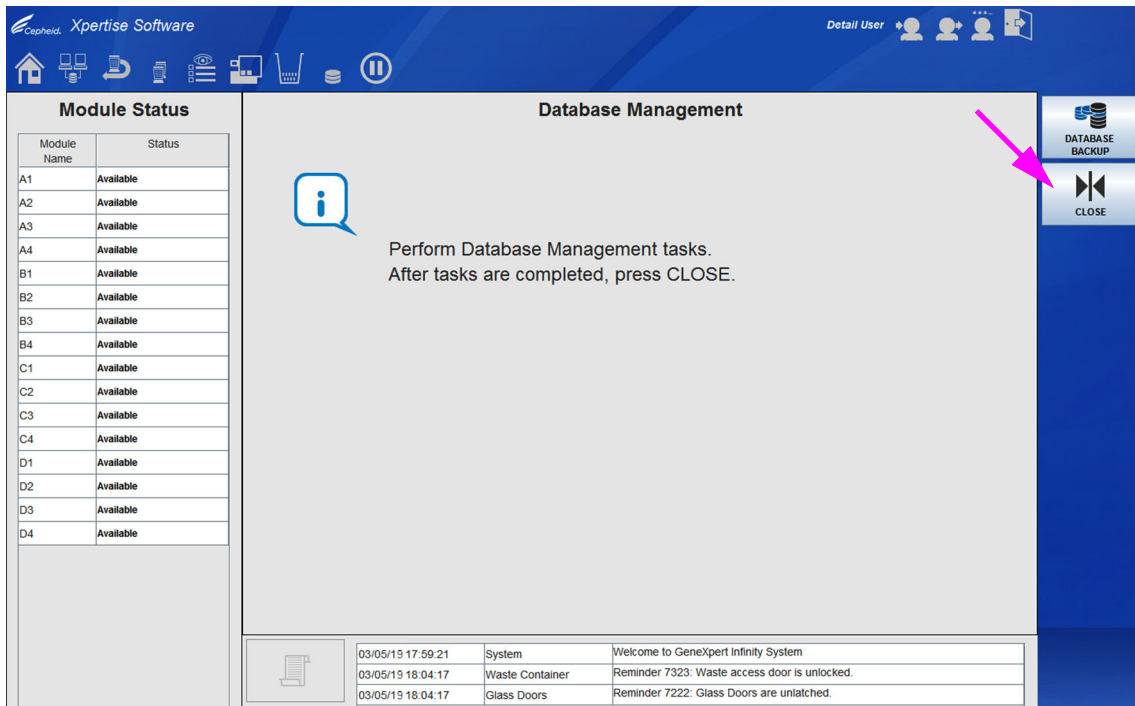 Cepheid. Xpertise Software
Detail User
Module Status
Module Name Status
A1 Available
A2 Available
A3 Available
A4 Available
B1 Available
B2 Available
B3 Available
B4 Available
C1 Available
C2 Available
C3 Available
C4 Available
D1 Available
D2 Available
D3 Available
D4 Available
Database Management
Perform Database Management tasks.
After tasks are completed, press CLOSE.
DATABASE
BACKUP
CLOSE
03/05/19 17:59:21 System Welcome to GeneXpert Infinity System
03/05/19 18:04:17 Waste Container Reminder 7323: Waste access door is unlocked.
03/05/19 18:04:17 Glass Doors Reminder 7222: Glass Doors are unlatched.